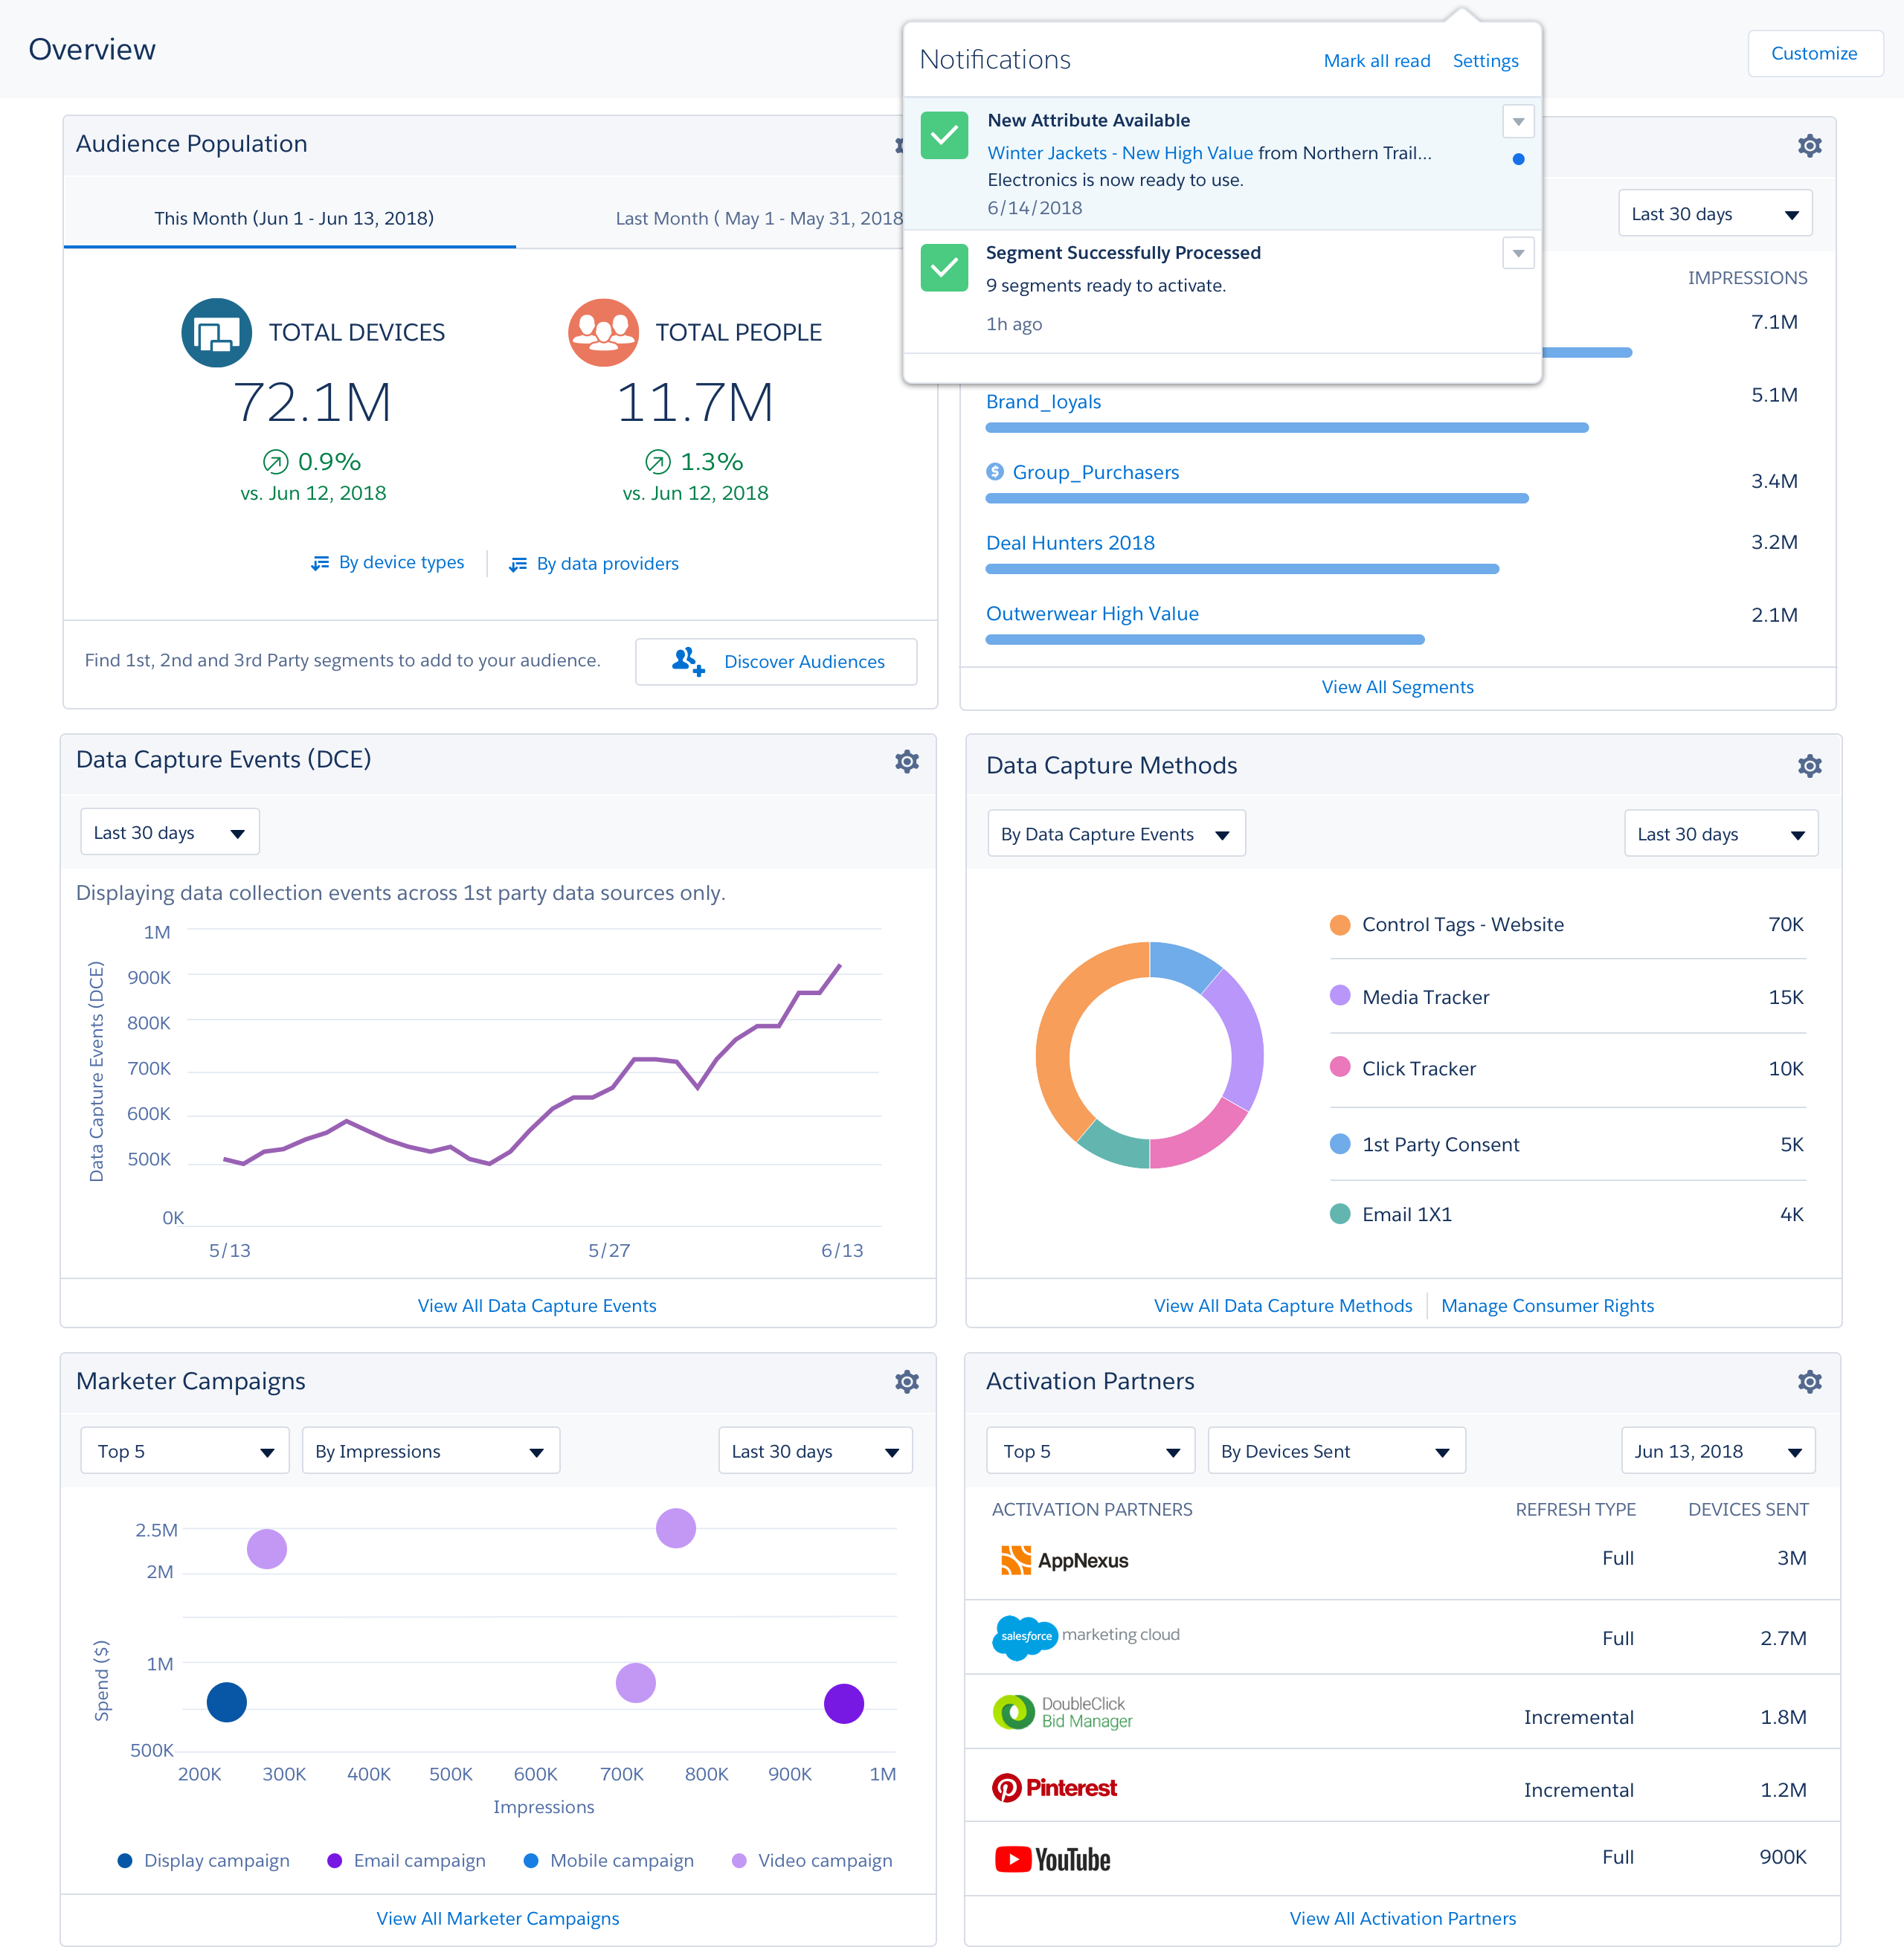 Overview
Customize
Notifications
Mark all read
Settings
New Attribute Available
Winter Jackets - New High Value from Northern Trail...
Electronics is now ready to use.
6/14/2018
Segment Successfully Processed
9 segments ready to activate.
1h ago
Audience Population
This Month (Jun 1 - Jun 13, 2018)
Last Month ( May 1 - May 31, 2018
TOTAL DEVICES
72.1M
0.9%
vs. Jun 12, 2018
TOTAL PEOPLE
11.7M
1.3%
vs. Jun 12, 2018
By device types
By data providers
Find 1st, 2nd and 3rd Party segments to add to your audience.
Discover Audiences
Last 30 days
IMPRESSIONS
7.1M
Brand_loyals
5.1M
Group_Purchasers
3.4M
Deal Hunters 2018
3.2M
Outwerwear High Value
2.1M
View All Segments
Data Capture Events (DCE)
Last 30 days
Displaying data collection events across 1st party data sources only.
Data Capture Events (DCE)
1M
900K
800K
700K
600K
500K
0K
5/13
5/27
6/13
View All Data Capture Events
Data Capture Methods
By Data Capture Events
Last 30 days
Control Tags - Website
70K
Media Tracker
15K
Click Tracker
10K
1st Party Consent
5K
Email 1X1
4K
View All Data Capture Methods
Manage Consumer Rights
Marketer Campaigns
Top 5
By Impressions
Last 30 days
Spend ($)
2.5M
2M
1M
500K
200K
300K
400K
500K
600K
700K
800K
900K
1M
Impressions
Display campaign
Email campaign
Mobile campaign
Video campaign
View All Marketer Campaigns
Activation Partners
Top 5
By Devices Sent
Jun 13, 2018
ACTIVATION PARTNERS
REFRESH TYPE
DEVICES SENT
AppNexus
Full
3M
salesforce marketing cloud
Full
2.7M
DoubleClick
Bid Manager
Incremental
1.8M
Pinterest
Incremental
1.2M
YouTube
Full
900K
View All Activation Partners